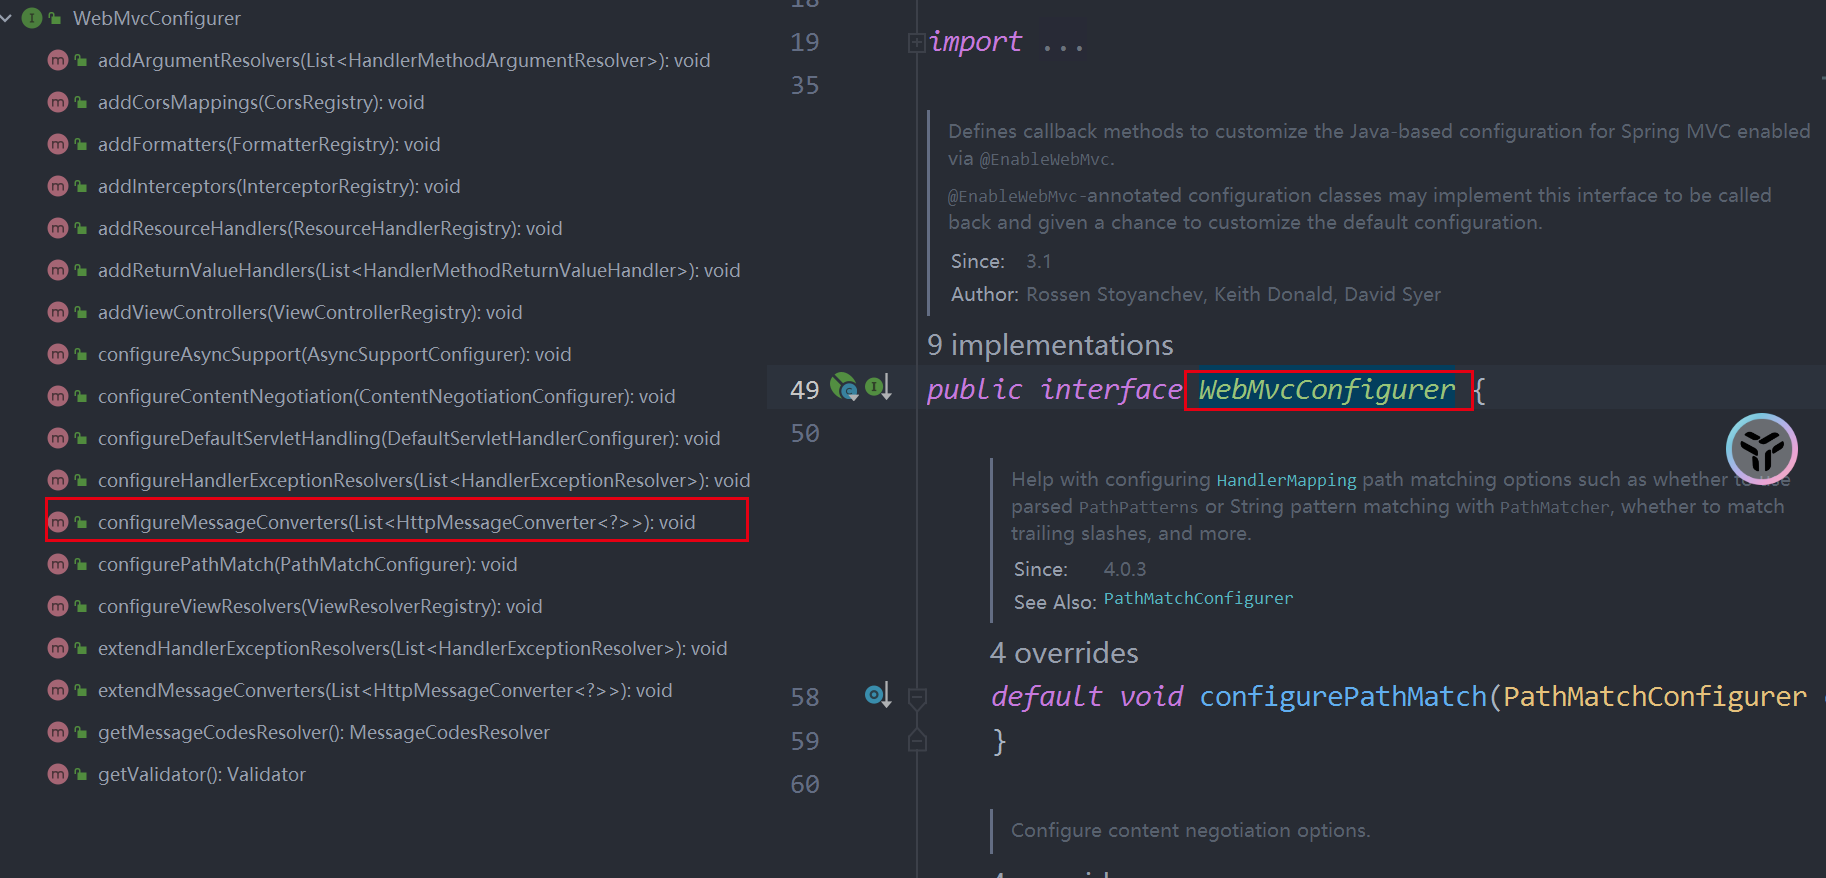 WebMvcConfigurer
addArgumentResolvers(List<HandlerMethodArgumentResolver>): void
addCorsMappings(CorsRegistry): void
addFormatters(FormatterRegistry): void
addInterceptors(InterceptorRegistry): void
addResourceHandlers(ResourceHandlerRegistry): void
addReturnValueHandlers(List<HandlerMethodReturnValueHandler>): void
addViewControllers(ViewControllerRegistry): void
configureAsyncSupport(AsyncSupportConfigurer): void
configureContentNegotiation(ContentNegotiationConfigurer): void
configureDefaultServletHandling(DefaultServletHandlerConfigurer): void
configureHandlerExceptionResolvers(List<HandlerExceptionResolver>): void
configureMessageConverters(List<HttpMessageConverter<?>>): void
configurePathMatch(PathMatchConfigurer): void
configureViewResolvers(ViewResolverRegistry): void
extendHandlerExceptionResolvers(List<HandlerExceptionResolver>): void
extendMessageConverters(List<HttpMessageConverter<?>>): void
getMessageCodesResolver(): MessageCodesResolver
getValidator(): Validator
18
19 import ...
35
Defines callback methods to customize the Java-based configuration for Spring MVC enabled
via @EnableWebMvc.
@EnableWebMvc-annotated configuration classes may implement this interface to be called
back and given a chance to customize the default configuration.
Since: 3.1
Author: Rossen Stoyanchev, Keith Donald, David Syer
9 implementations
49 public interface WebMvcConfigurer {
50
Help with configuring HandlerMapping path matching options such as whether to use
parsed PathPatterns or String pattern matching with PathMatcher, whether to match
trailing slashes, and more.
Since: 4.0.3
See Also: PathMatchConfigurer
4 overrides
58 default void configurePathMatch(PathMatchConfigurer
59 }
60
Configure content negotiation options.